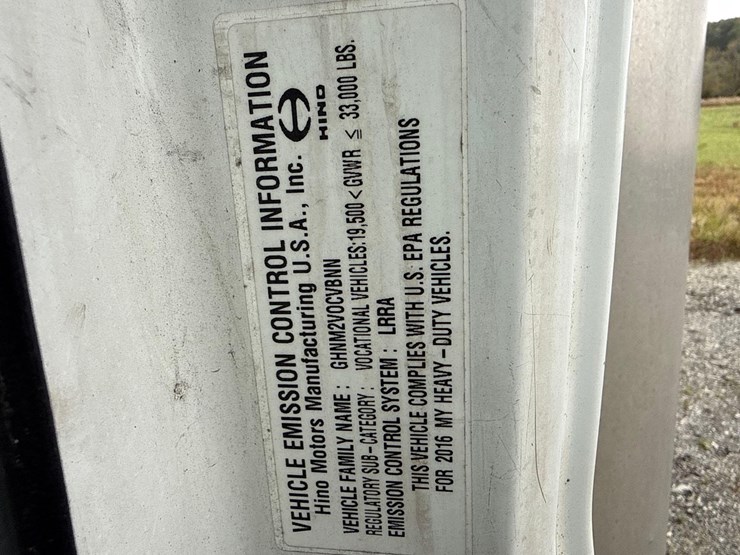 VEHICLE EMISSION CONTROL INFORMATION
Hino Motors Manufacturing U.S.A., Inc. HINO
VEHICLE FAMILY NAME : GHNM2VOCVBNN
REGULATORY SUB-CATEGORY : VOCATIONAL VEHICLES:19,500 < GVWR ≤ 33,000 LBS.
EMISSION CONTROL SYSTEM : LRRA
THIS VEHICLE COMPLIES WITH U.S. EPA REGULATIONS
FOR 2016 MY HEAVY-DUTY VEHICLES.